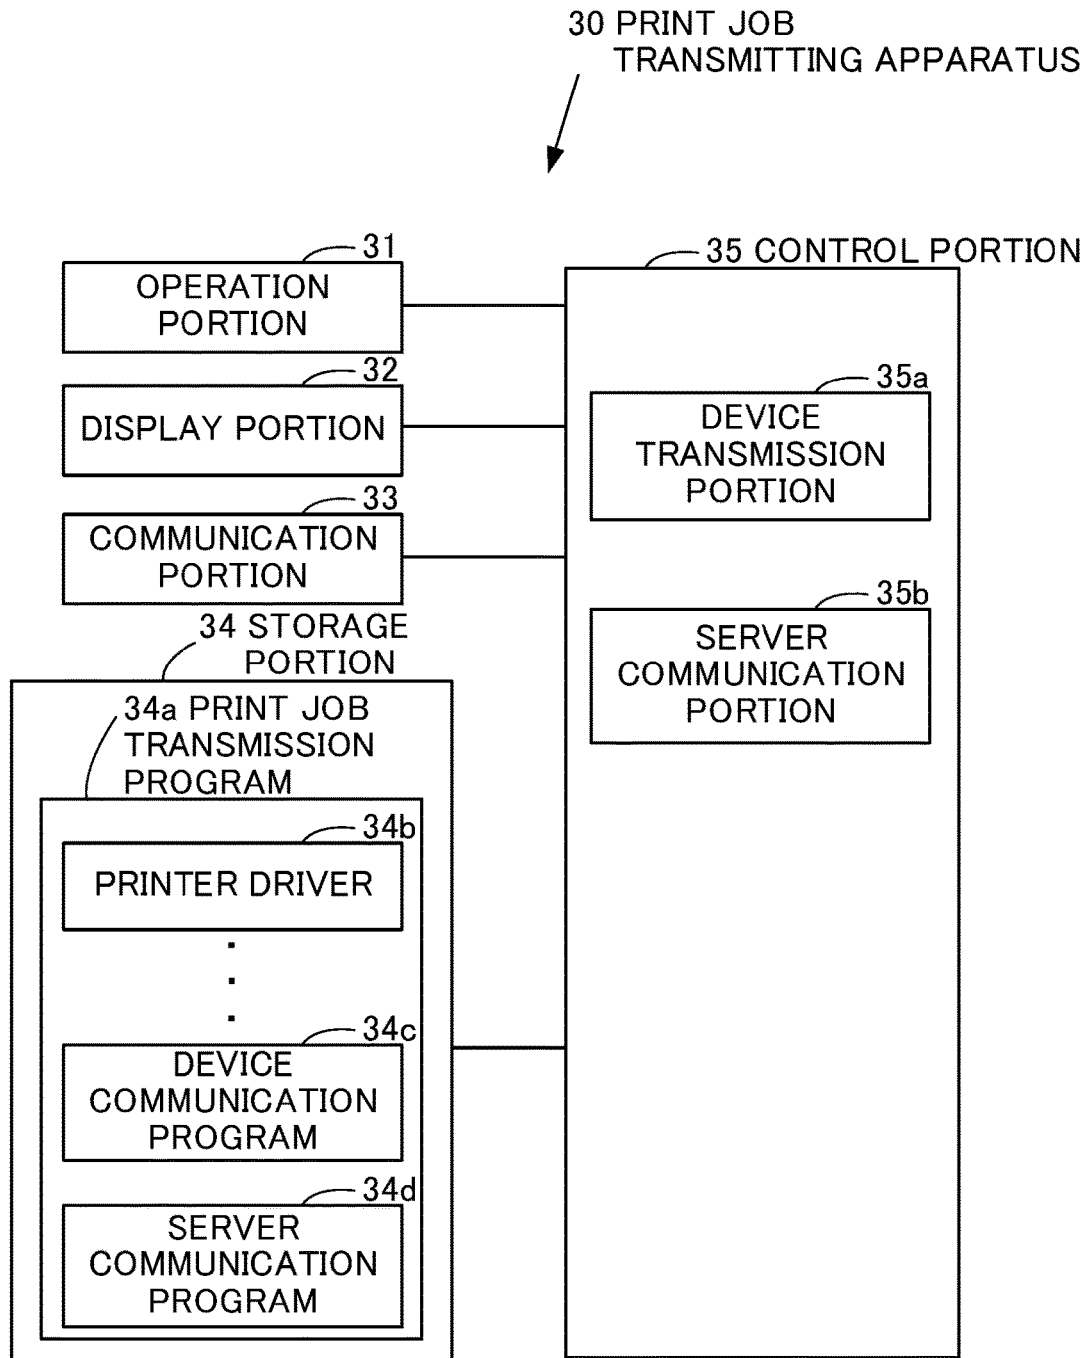 30 PRINT JOB
TRANSMITTING APPARATUS
31
OPERATION
PORTION
32
DISPLAY PORTION
33
COMMUNICATION
PORTION
34 STORAGE
PORTION
34a PRINT JOB
TRANSMISSION
PROGRAM
34b
PRINTER DRIVER
34c
DEVICE
COMMUNICATION
PROGRAM
34d
SERVER
COMMUNICATION
PROGRAM
35 CONTROL PORTION
35a
DEVICE
TRANSMISSION
PORTION
35b
SERVER
COMMUNICATION
PORTION